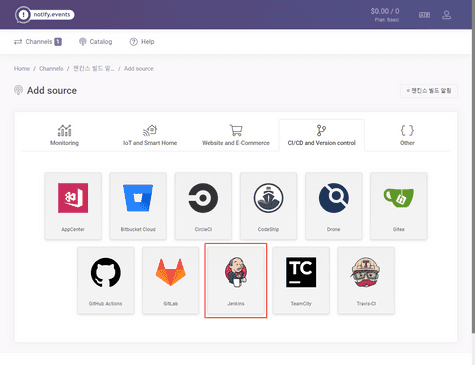 notify.events
$0.00 / 0
Plan: Basic
Channels 1
Catalog
Help
Home / Channels / 젠킨스 빌드 알... / Add source
Add source
« 젠킨스 빌드 알림
Monitoring
IoT and Smart Home
Website and E-Commerce
CI/CD and Version control
Other
AppCenter
Bitbucket Cloud
CircleCI
CodeShip
Drone
Gitea
GitHub Actions
GitLab
Jenkins
TC
TeamCity
Travis-CI